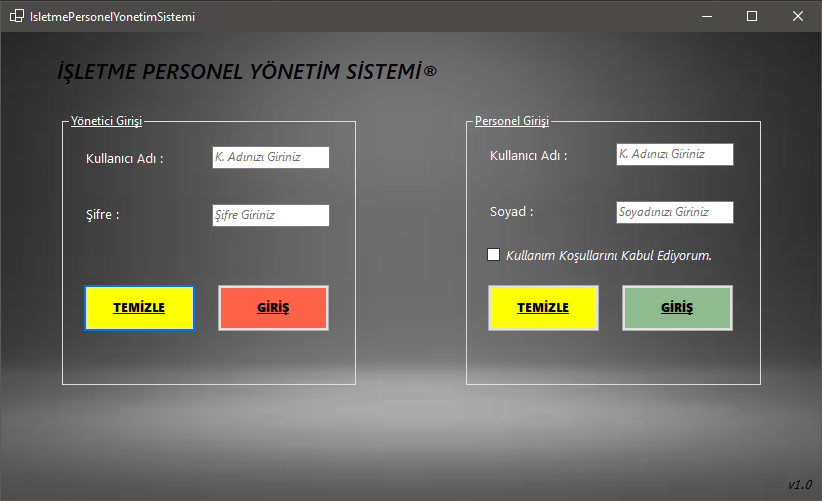 IsletmePersonelYonetimSistemi
İŞLETME PERSONEL YÖNETİM SİSTEMİ®
Yönetici Girişi
Kullanıcı Adı :
K. Adınızı Giriniz
Şifre :
Şifre Giriniz
TEMİZLE
GİRİŞ
Personel Girişi
Kullanıcı Adı :
K. Adınızı Giriniz
Soyad :
Soyadınızı Giriniz
Kullanım Koşullarını Kabul Ediyorum.
TEMİZLE
GİRİŞ
v1.0